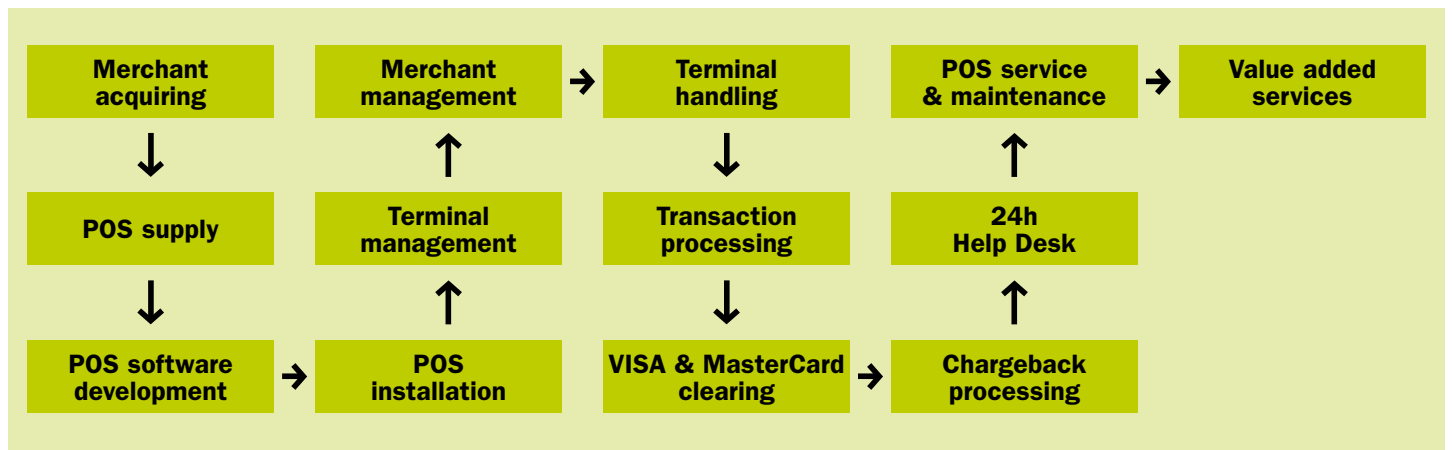 Merchant
acquiring
POS supply
POS software
development
POS
installation
Terminal
management
Merchant
management
Terminal
handling
Transaction
processing
VISA & MasterCard
clearing
Chargeback
processing
24h
Help Desk
POS service
& maintenance
Value added
services